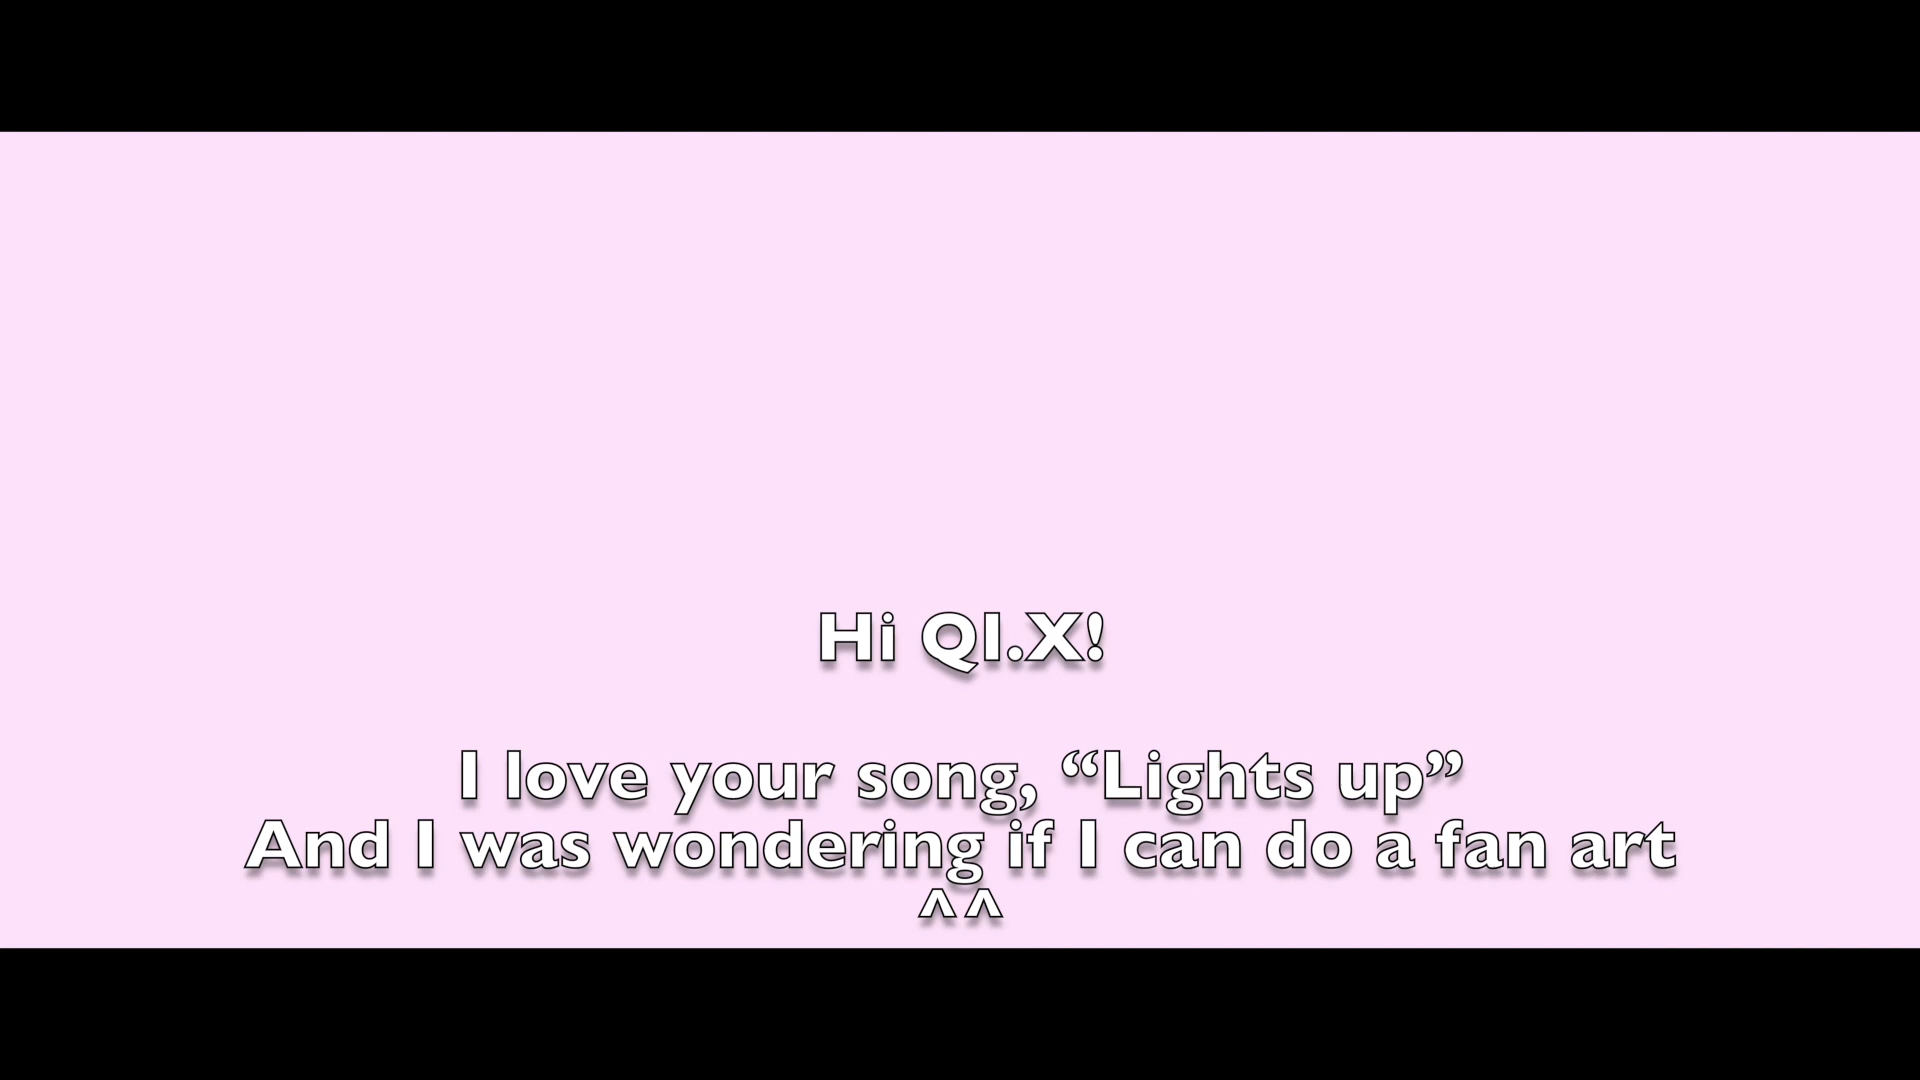 Hi QI.X!
I love your song, “Lights up”
And I was wondering if I can do a fan art
^^